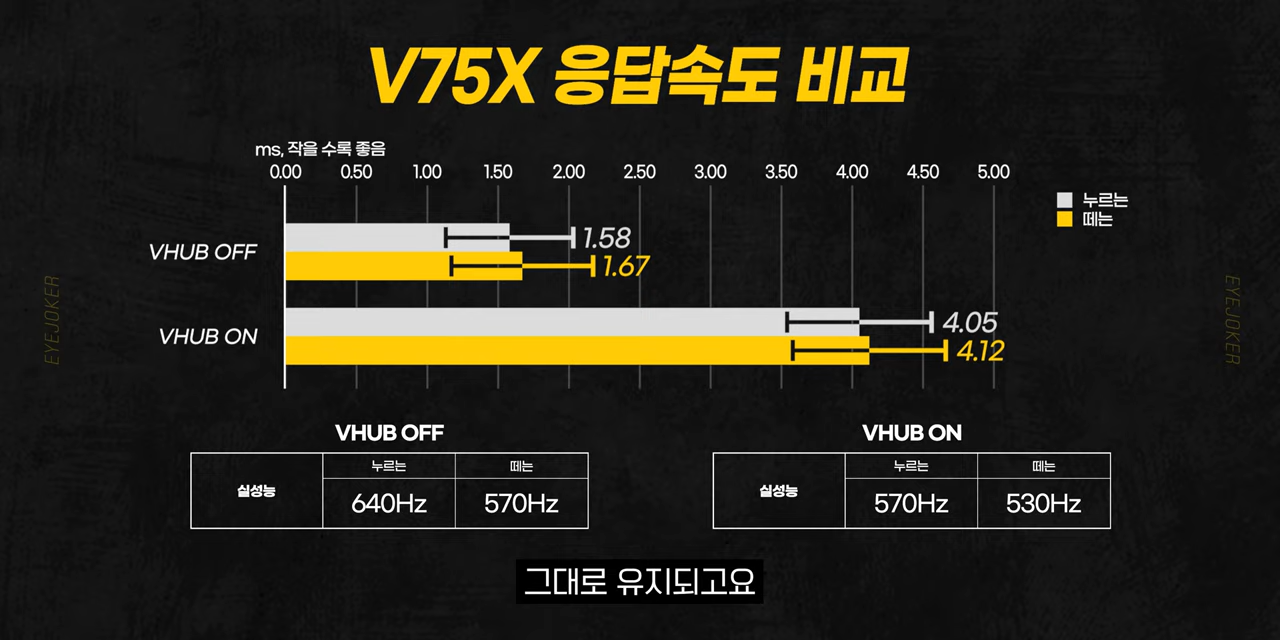 V75X 응답속도 비교
ms, 작을 수록 좋음
0.00 0.50 1.00 1.50 2.00 2.50 3.00 3.50 4.00 4.50 5.00
누르는
떼는
VHUB OFF
1.58
1.67
VHUB ON
4.05
4.12
EYEJOKER
EYEJOKER
VHUB OFF
실성능
누르는 떼는
640Hz 570Hz
VHUB ON
실성능
누르는 떼는
570Hz 530Hz
그대로 유지되고요